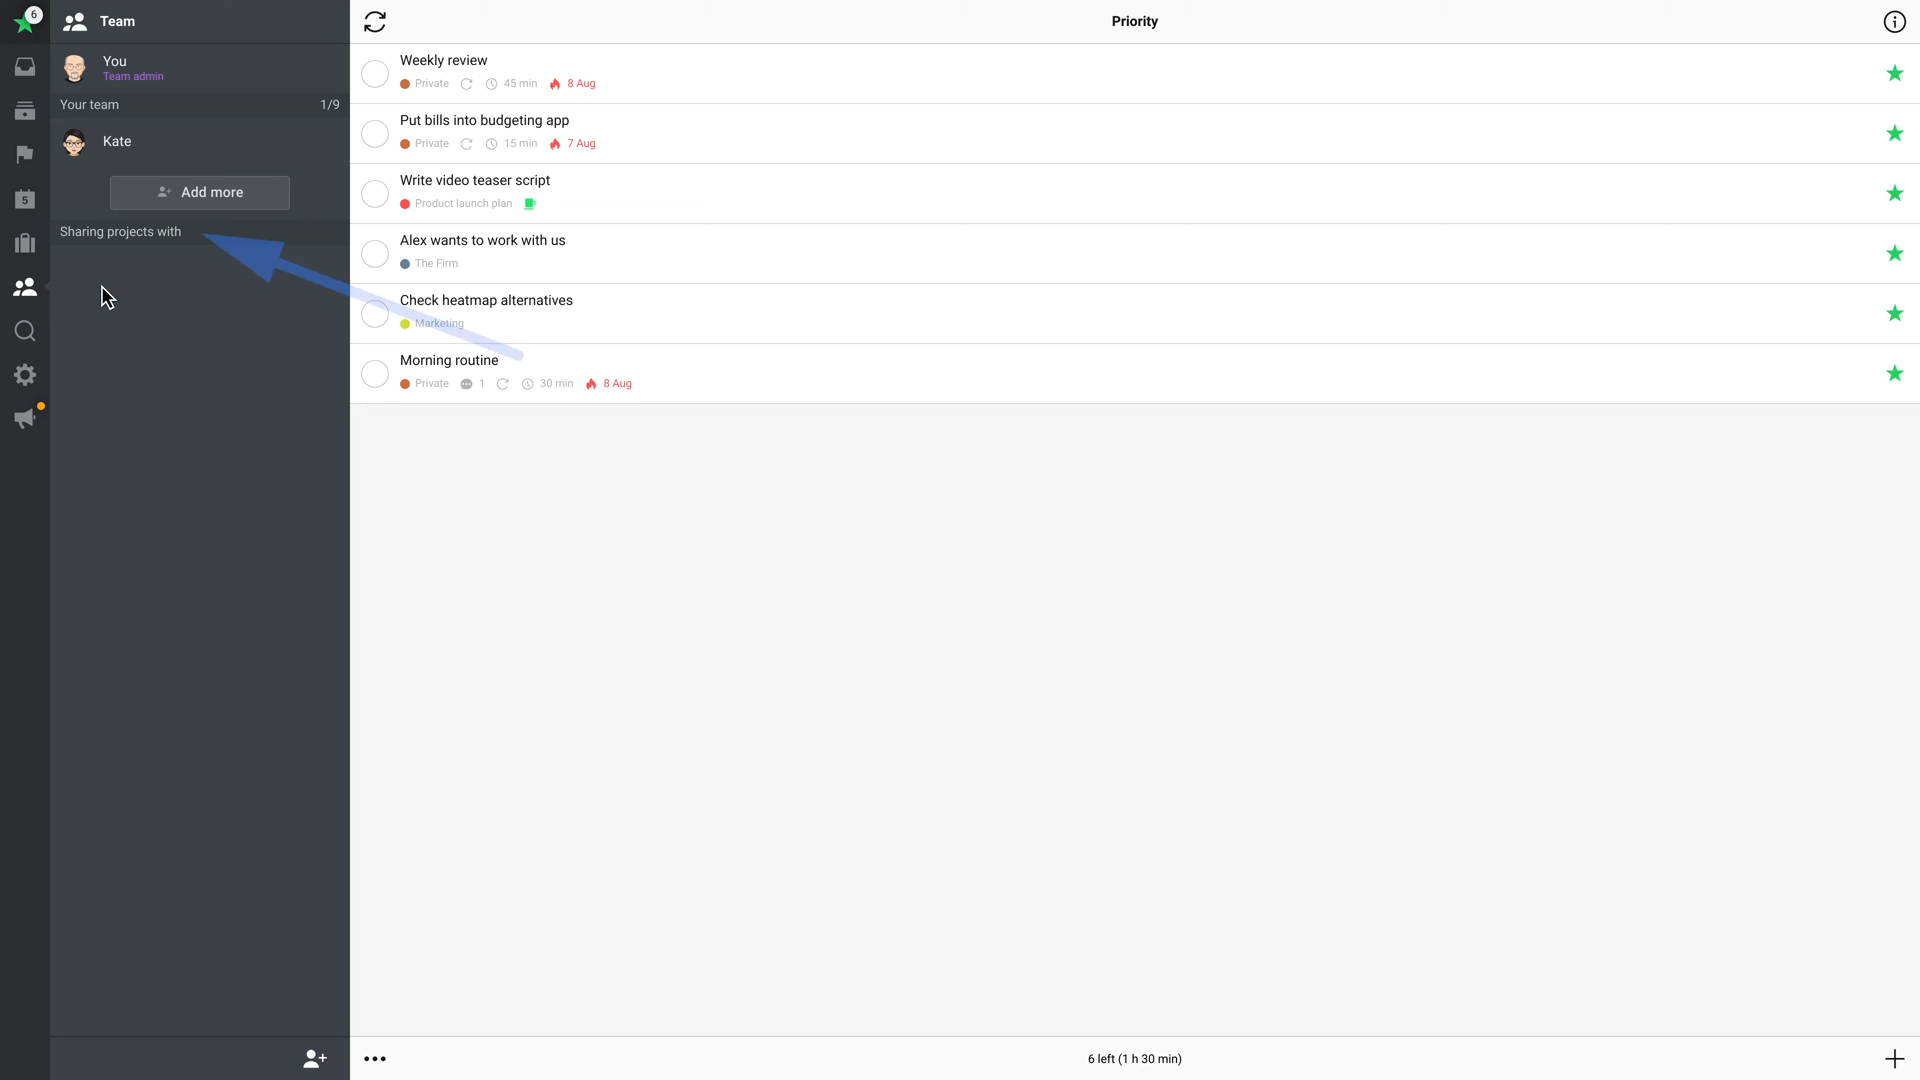 6
Team
You
Team admin
Your team 1/9
Kate
Add more
Sharing projects with
5
Priority
Weekly review
Private 45 min 8 Aug
Put bills into budgeting app
Private 15 min 7 Aug
Write video teaser script
Product launch plan
Alex wants to work with us
The Firm
Check heatmap alternatives
Marketing
Morning routine
Private 1 30 min 8 Aug
6 left (1 h 30 min)